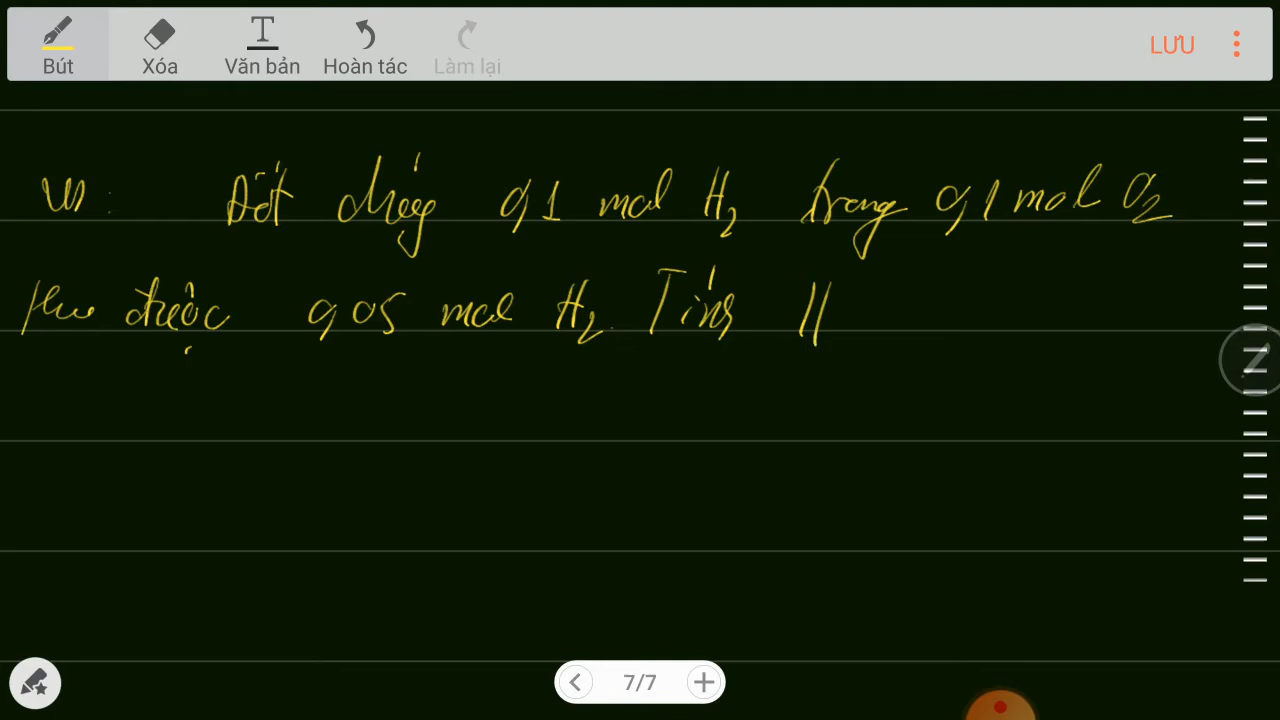 Bút Xóa Văn bản Hoàn tác Làm lại LƯU
VD: Đốt cháy 0,1 mol H2 trong 0,1 mol O2
thu được 0,05 mol H2. Tính H
7/7